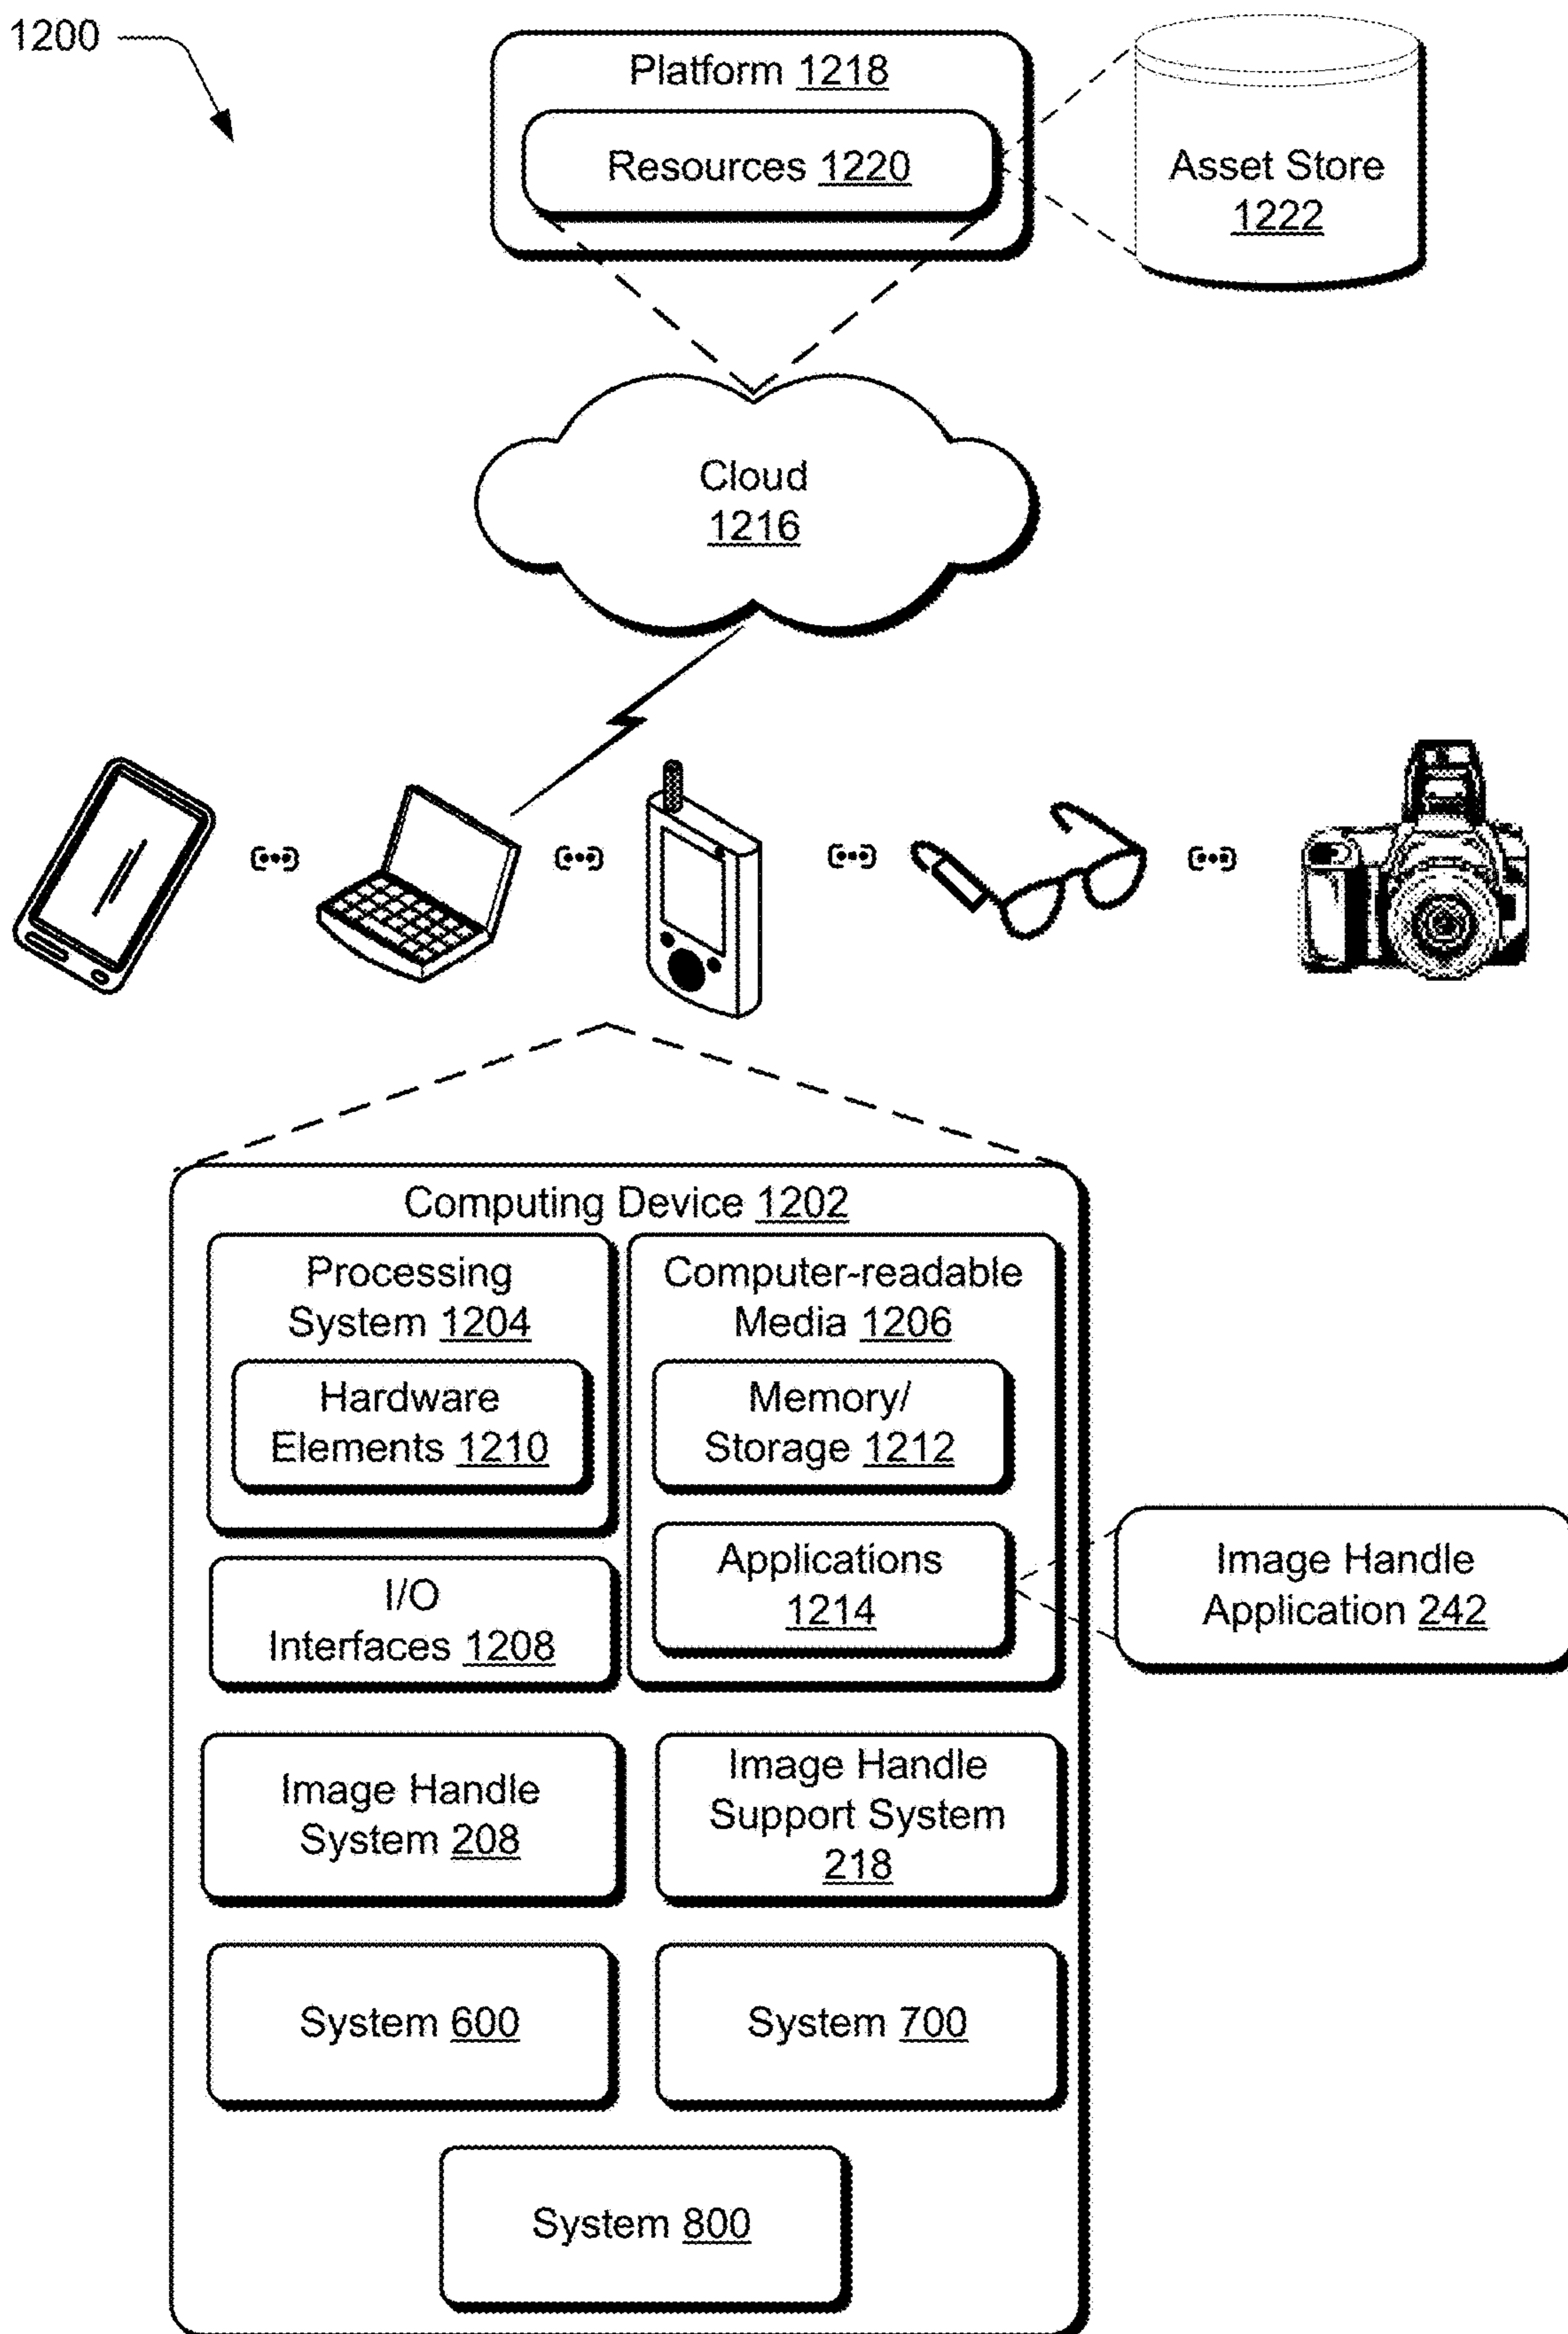 1200
Platform 1218
Resources 1220
Asset Store
1222
Cloud
1216
Computing Device 1202
Processing
System 1204
Hardware
Elements 1210
Computer-readable
Media 1206
Memory/
Storage 1212
Applications
1214
Image Handle
Application 242
I/O
Interfaces 1208
Image Handle
System 208
Image Handle
Support System
218
System 600
System 700
System 800